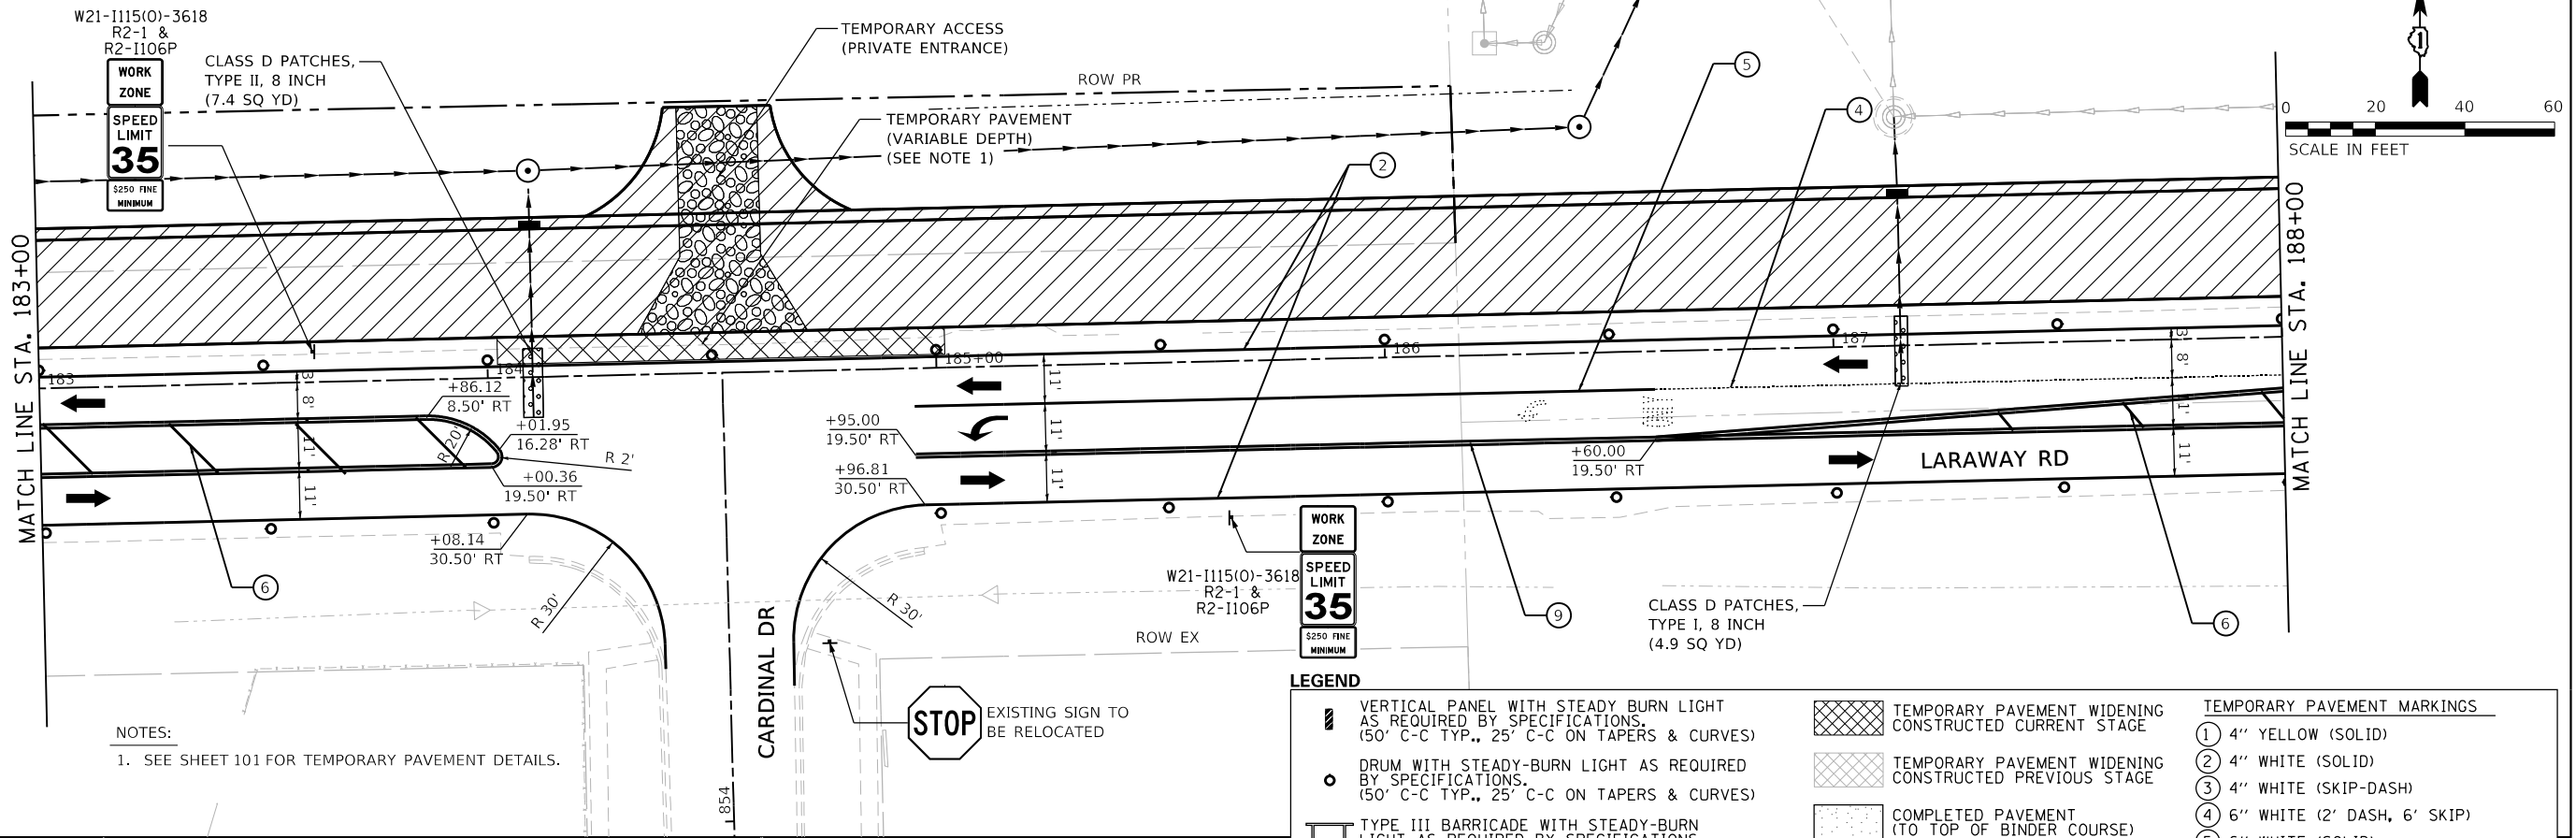 W21-I115(O)-3618
R2-1 &
R2-I106P
WORK
ZONE
SPEED
LIMIT
35
$250 FINE
MINIMUM
CLASS D PATCHES,
TYPE II, 8 INCH
(7.4 SQ YD)
TEMPORARY ACCESS
(PRIVATE ENTRANCE)
TEMPORARY PAVEMENT
(VARIABLE DEPTH)
(SEE NOTE 1)
ROW PR
5
4
2
0 20 40 60
SCALE IN FEET
MATCH LINE STA. 183+00
MATCH LINE STA. 188+00
183
184
185+00
186
187
3'
8'
11'
11'
11'
11'
11'
3'
8'
11'
+86.12
8.50' RT
+01.95
16.28' RT
R 20'
R 2'
+00.36
19.50' RT
+08.14
30.50' RT
+95.00
19.50' RT
+96.81
30.50' RT
+60.00
19.50' RT
LARAWAY RD
6
R 30'
R 30'
CARDINAL DR
854
ROW EX
W21-I115(O)-3618
R2-1 &
R2-I106P
WORK
ZONE
SPEED
LIMIT
35
$250 FINE
MINIMUM
9
CLASS D PATCHES,
TYPE I, 8 INCH
(4.9 SQ YD)
6
STOP
EXISTING SIGN TO
BE RELOCATED
NOTES:
1. SEE SHEET 101 FOR TEMPORARY PAVEMENT DETAILS.
LEGEND
VERTICAL PANEL WITH STEADY BURN LIGHT
AS REQUIRED BY SPECIFICATIONS.
(50' C-C TYP., 25' C-C ON TAPERS & CURVES)
DRUM WITH STEADY-BURN LIGHT AS REQUIRED
BY SPECIFICATIONS.
(50' C-C TYP., 25' C-C ON TAPERS & CURVES)
TYPE III BARRICADE WITH STEADY-BURN
LIGHT AS REQUIRED BY SPECIFICATIONS
TEMPORARY PAVEMENT WIDENING
CONSTRUCTED CURRENT STAGE
TEMPORARY PAVEMENT WIDENING
CONSTRUCTED PREVIOUS STAGE
COMPLETED PAVEMENT
(TO TOP OF BINDER COURSE)
TEMPORARY PAVEMENT MARKINGS
1 4" YELLOW (SOLID)
2 4" WHITE (SOLID)
3 4" WHITE (SKIP-DASH)
4 6" WHITE (2' DASH, 6' SKIP)